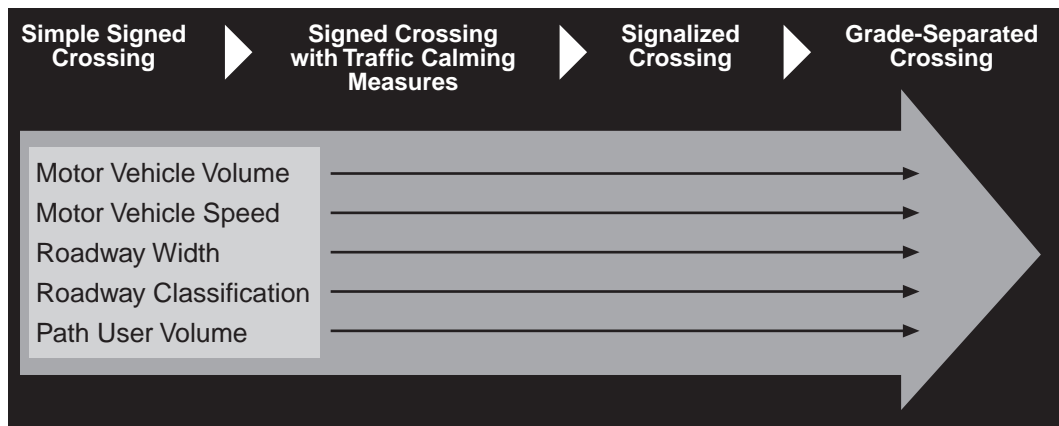 Simple Signed
Crossing
Signed Crossing
with Traffic Calming
Measures
Signalized
Crossing
Grade-Separated
Crossing
Motor Vehicle Volume
Motor Vehicle Speed
Roadway Width
Roadway Classification
Path User Volume